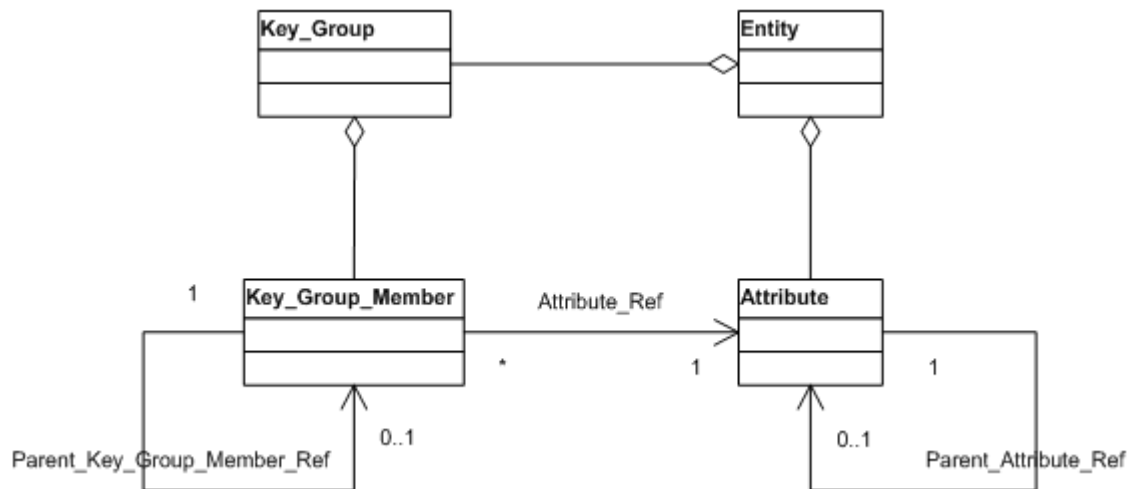 Key_Group
Entity
1
Key_Group_Member
Attribute_Ref
Attribute
*
1
1
0..1
0..1
Parent_Key_Group_Member_Ref
Parent_Attribute_Ref